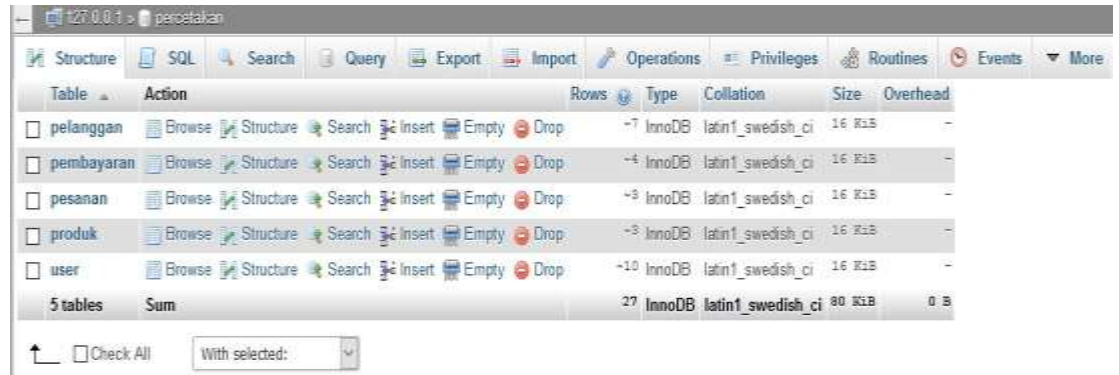 127.0.0.1 » percetakan
Structure SQL Search Query Export Import Operations Privileges Routines Events More
Table Action Rows Type Collation Size Overhead
pelanggan Browse Structure Search Insert Empty Drop ~7 InnoDB latin1_swedish_ci 16 KiB -
pembayaran Browse Structure Search Insert Empty Drop ~4 InnoDB latin1_swedish_ci 16 KiB -
pesanan Browse Structure Search Insert Empty Drop ~3 InnoDB latin1_swedish_ci 16 KiB -
produk Browse Structure Search Insert Empty Drop ~3 InnoDB latin1_swedish_ci 16 KiB -
user Browse Structure Search Insert Empty Drop ~10 InnoDB latin1_swedish_ci 16 KiB -
5 tables Sum 27 InnoDB latin1_swedish_ci 80 KiB 0 B
Check All With selected: